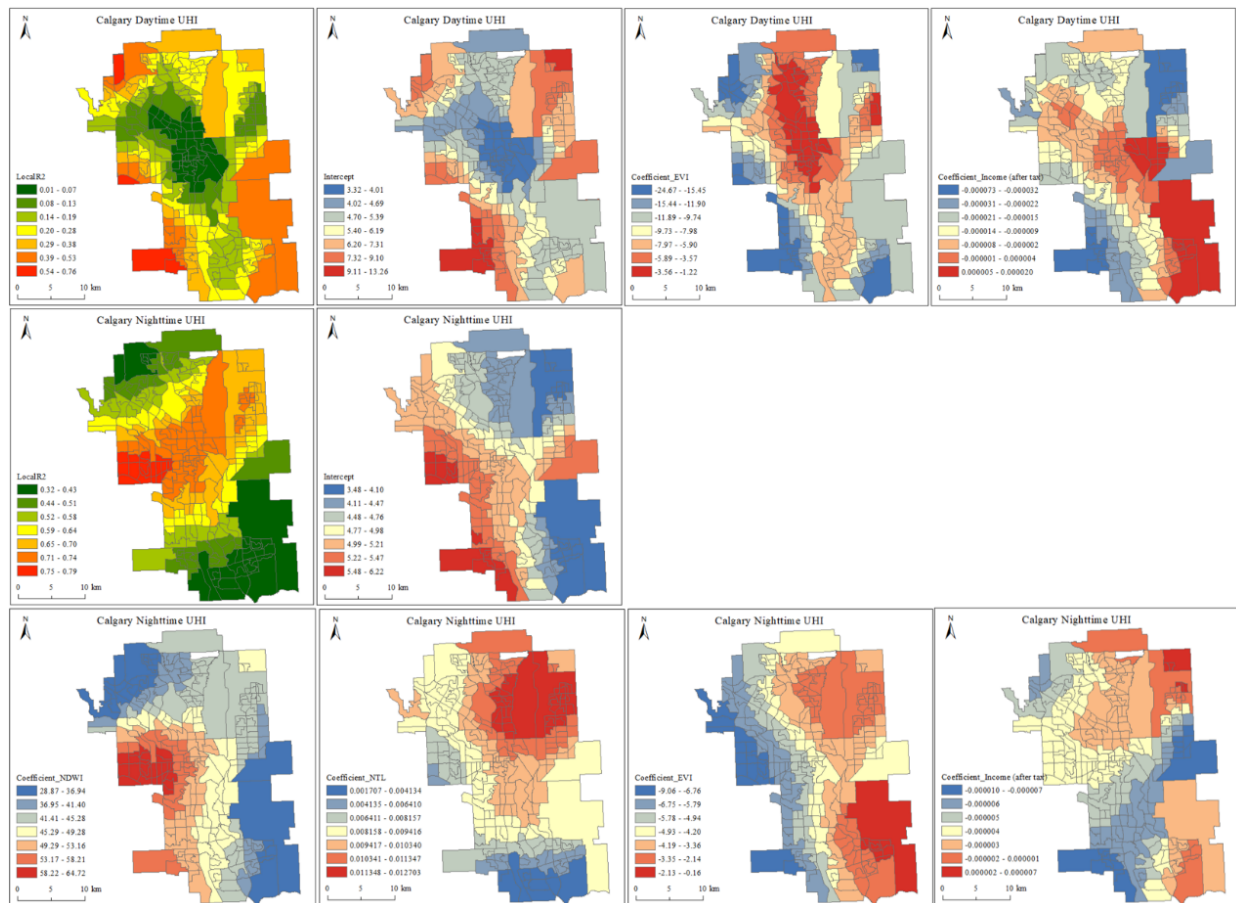 N
Calgary Daytime UHI
LocalR2
0.01 - 0.07
0.08 - 0.13
0.14 - 0.19
0.20 - 0.28
0.29 - 0.38
0.39 - 0.53
0.54 - 0.76
0 5 10 km
N
Calgary Daytime UHI
Intercept
3.32 - 4.01
4.02 - 4.69
4.70 - 5.39
5.40 - 6.19
6.20 - 7.31
7.32 - 9.10
9.11 - 13.26
0 5 10 km
N
Calgary Daytime UHI
Coefficient_EVI
-24.67 - -15.45
-15.44 - -11.90
-11.89 - -9.74
-9.73 - -7.98
-7.97 - -5.90
-5.89 - -3.57
-3.56 - -1.22
0 5 10 km
N
Calgary Daytime UHI
Coefficient_Income (after tax)
-0.000073 - -0.000032
-0.000031 - -0.000022
-0.000021 - -0.000015
-0.000014 - -0.000009
-0.000008 - -0.000002
-0.000001 - 0.000004
0.000005 - 0.000020
0 5 10 km
N
Calgary Nighttime UHI
LocalR2
0.32 - 0.43
0.44 - 0.51
0.52 - 0.58
0.59 - 0.64
0.65 - 0.70
0.71 - 0.74
0.75 - 0.79
0 5 10 km
N
Calgary Nighttime UHI
Intercept
3.48 - 4.10
4.11 - 4.47
4.48 - 4.76
4.77 - 4.98
4.99 - 5.21
5.22 - 5.47
5.48 - 6.22
0 5 10 km
N
Calgary Nighttime UHI
Coefficient_NDWI
28.87 - 36.94
36.95 - 41.40
41.41 - 45.28
45.29 - 49.28
49.29 - 53.16
53.17 - 58.21
58.22 - 64.72
0 5 10 km
N
Calgary Nighttime UHI
Coefficient_NTL
0.001707 - 0.004134
0.004135 - 0.006410
0.006411 - 0.008157
0.008158 - 0.009416
0.009417 - 0.010340
0.010341 - 0.011347
0.011348 - 0.012703
0 5 10 km
N
Calgary Nighttime UHI
Coefficient_EVI
-9.06 - -6.76
-6.75 - -5.79
-5.78 - -4.94
-4.93 - -4.20
-4.19 - -3.36
-3.35 - -2.14
-2.13 - -0.16
0 5 10 km
N
Calgary Nighttime UHI
Coefficient_Income (after tax)
-0.000010 - -0.000007
-0.000006
-0.000005
-0.000004
-0.000003
-0.000002 - 0.000001
0.000002 - 0.000007
0 5 10 km